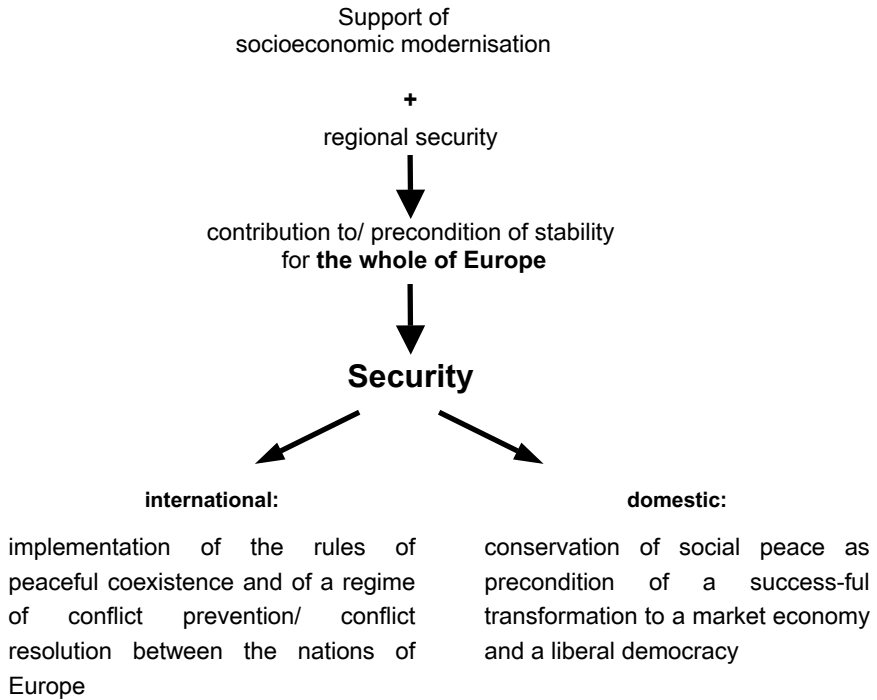 Support of
socioeconomic modernisation
+
regional security
contribution to/ precondition of stability
for the whole of Europe
Security
international:
implementation of the rules of
peaceful coexistence and of a regime
of conflict prevention/ conflict
resolution between the nations of
Europe
domestic:
conservation of social peace as
precondition of a success-ful
transformation to a market economy
and a liberal democracy